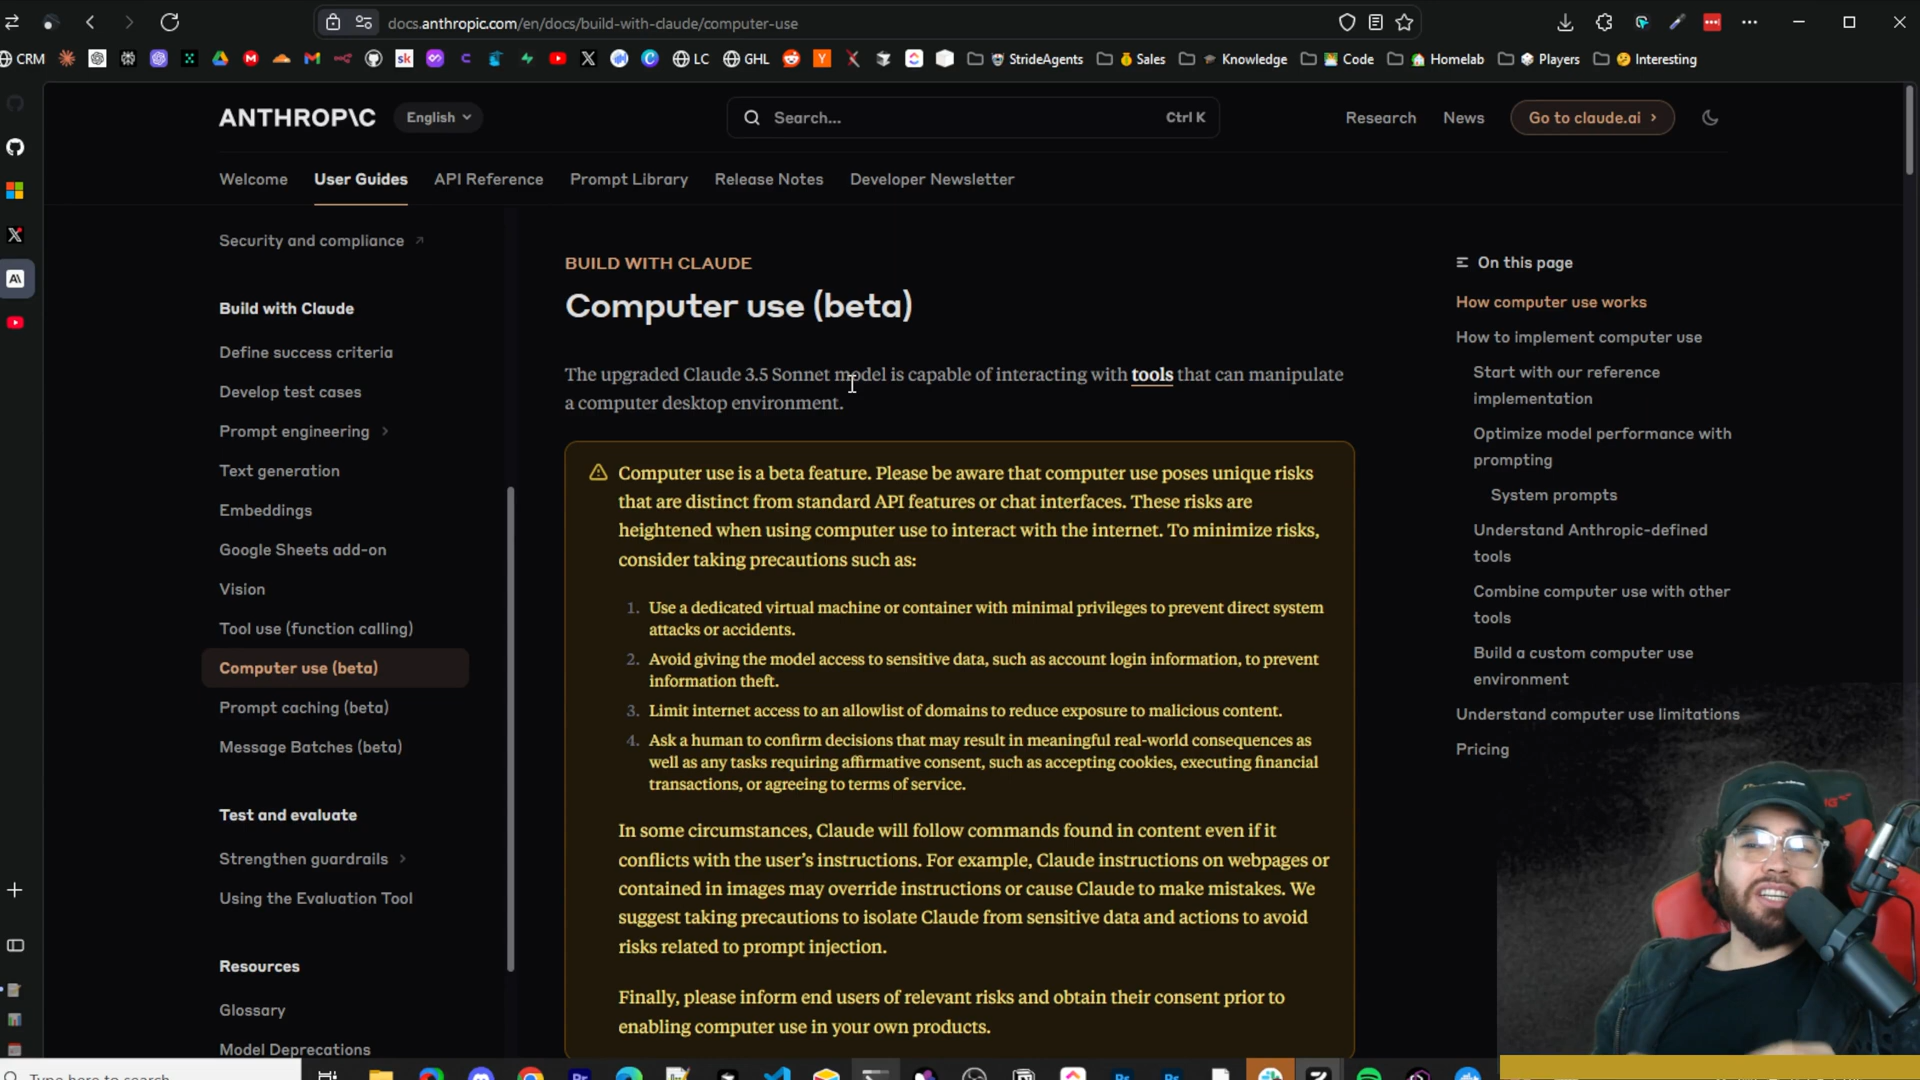 docs.anthropic.com/en/docs/build-with-claude/computer-use
CRM
LC
GHL
StrideAgents
Sales
Knowledge
Code
Homelab
Players
Interesting
ANTHROP\C
English
Search...
Ctrl K
Research
News
Go to claude.ai
Welcome
User Guides
API Reference
Prompt Library
Release Notes
Developer Newsletter
Security and compliance
Build with Claude
Define success criteria
Develop test cases
Prompt engineering
Text generation
Embeddings
Google Sheets add-on
Vision
Tool use (function calling)
Computer use (beta)
Prompt caching (beta)
Message Batches (beta)
Test and evaluate
Strengthen guardrails
Using the Evaluation Tool
Resources
Glossary
Model Deprecations
BUILD WITH CLAUDE
Computer use (beta)
The upgraded Claude 3.5 Sonnet model is capable of interacting with tools that can manipulate
a computer desktop environment.
Computer use is a beta feature. Please be aware that computer use poses unique risks
that are distinct from standard API features or chat interfaces. These risks are
heightened when using computer use to interact with the internet. To minimize risks,
consider taking precautions such as:
1. Use a dedicated virtual machine or container with minimal privileges to prevent direct system
attacks or accidents.
2. Avoid giving the model access to sensitive data, such as account login information, to prevent
information theft.
3. Limit internet access to an allowlist of domains to reduce exposure to malicious content.
4. Ask a human to confirm decisions that may result in meaningful real-world consequences as
well as any tasks requiring affirmative consent, such as accepting cookies, executing financial
transactions, or agreeing to terms of service.
In some circumstances, Claude will follow commands found in content even if it
conflicts with the user's instructions. For example, Claude instructions on webpages or
contained in images may override instructions or cause Claude to make mistakes. We
suggest taking precautions to isolate Claude from sensitive data and actions to avoid
risks related to prompt injection.
Finally, please inform end users of relevant risks and obtain their consent prior to
enabling computer use in your own products.
On this page
How computer use works
How to implement computer use
Start with our reference
implementation
Optimize model performance with
prompting
System prompts
Understand Anthropic-defined
tools
Combine computer use with other
tools
Build a custom computer use
environment
Understand computer use limitations
Pricing
Type here to search